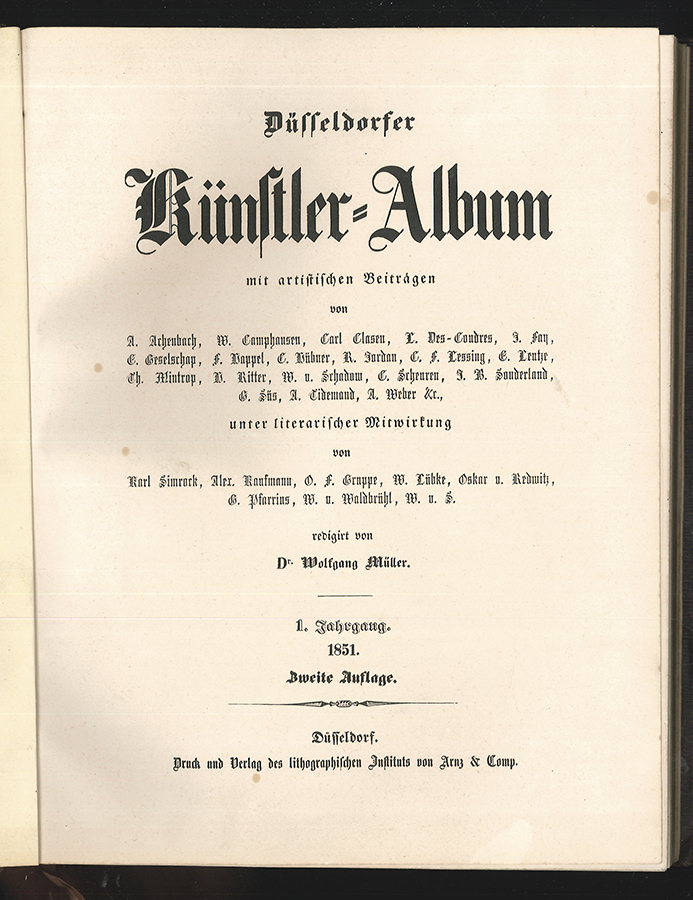 Düsseldorfer
Künstler-Album
mit artistischen Beiträgen
von
A. Achenbach, W. Camphausen, Carl Clasen, L. Des-Coudres, J. Fay,
E. Geselschap, F. Happel, C. Hübner, R. Jordan, C. F. Lessing, E. Leutze,
Th. Mintrop, H. Ritter, W. v. Schadow, C. Scheuren, J. B. Sonderland,
G. Süs, A. Tidemand, A. Weber &c.,
unter literarischer Mitwirkung
von
Karl Simrock, Alex. Kaufmann, O. F. Gruppe, W. Lübke, Oskar v. Redwitz,
G. Pfarrius, W. v. Waldbrühl, W. v. S.
redigirt von
Dr. Wolfgang Müller.
1. Jahrgang.
1851.
Zweite Auflage.
Düsseldorf.
Druck und Verlag des lithographischen Instituts von Arnz & Comp.